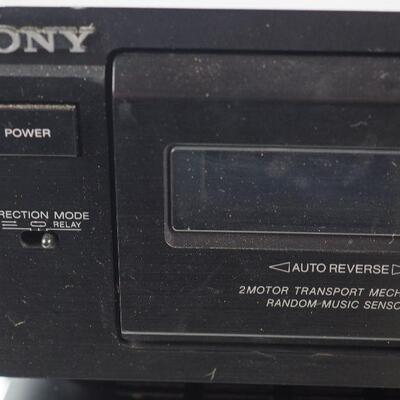 ONY
POWER
RECTION MODE
RELAY
AUTO REVERSE
2MOTOR TRANSPORT MECH
RANDOM MUSIC SENSO